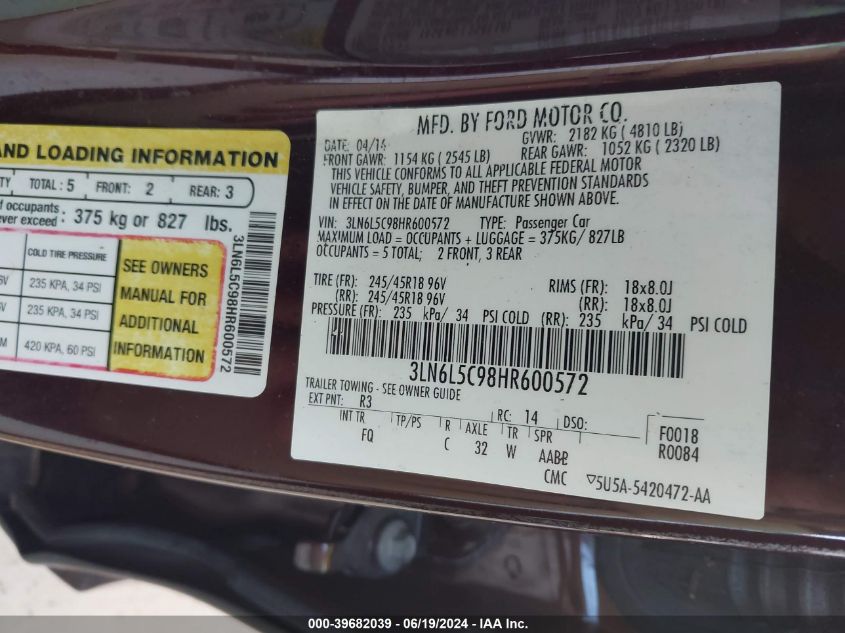 AND LOADING INFORMATION
TOTAL : 5 FRONT: 2 REAR: 3
occupants
ever exceed : 375 kg or 827 lbs.
COLD TIRE PRESSURE
235 KPA, 34 PSI
235 KPA, 34 PSI
420 KPA, 60 PSI
SEE OWNERS
MANUAL FOR
ADDITIONAL
INFORMATION
3LN6L5C98HR600572
MFD. BY FORD MOTOR CO.
DATE: 04/16 GVWR: 2182 KG ( 4810 LB)
FRONT GAWR: 1154 KG ( 2545 LB) REAR GAWR: 1052 KG ( 2320 LB)
THIS VEHICLE CONFORMS TO ALL APPLICABLE FEDERAL MOTOR
VEHICLE SAFETY, BUMPER, AND THEFT PREVENTION STANDARDS
IN EFFECT ON THE DATE OF MANUFACTURE SHOWN ABOVE.
VIN: 3LN6L5C98HR600572 TYPE: Passenger Car
MAXIMUM LOAD = OCCUPANTS + LUGGAGE = 375KG/ 827LB
OCCUPANTS = 5 TOTAL; 2 FRONT, 3 REAR
TIRE (FR): 245/45R18 96V RIMS (FR): 18x8.0J
(RR): 245/45R18 96V (RR): 18x8.0J
PRESSURE (FR): 235 kPa/ 34 PSI COLD (RR): 235 kPa/ 34 PSI COLD
3LN6L5C98HR600572
TRAILER TOWING - SEE OWNER GUIDE
EXT PNT: R3 RC: 14 DSO:
INT TR TP/PS R AXLE TR SPR
FQ C 32 W AABP
CMC
F0018
R0084
▽5U5A-5420472-AA
000-39682039 - 06/19/2024 - IAA Inc.